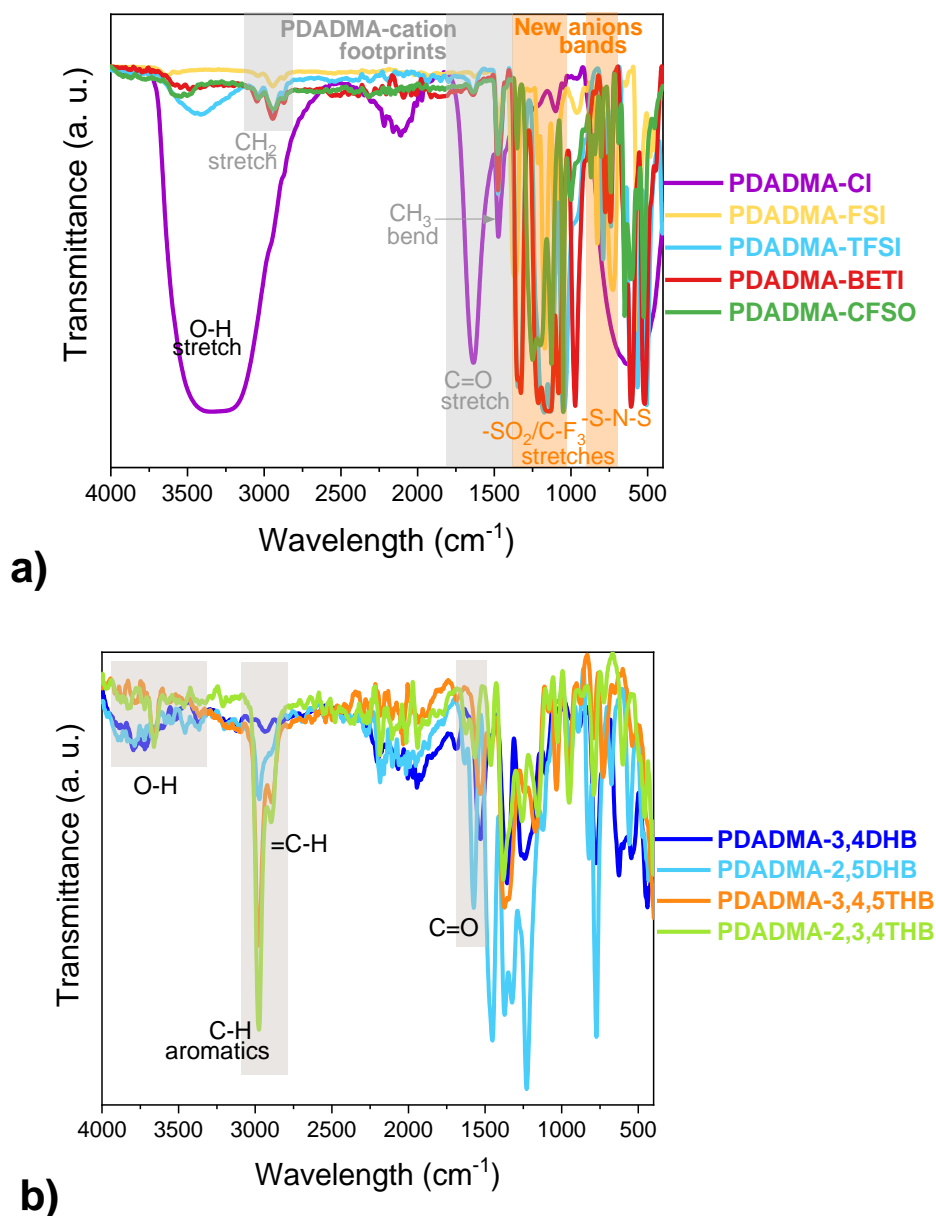 PDADMA-cation
footprints
New anions
bands
CH₂
stretch
CH₃
bend
O-H
stretch
C=O
stretch
-SO₂/C-F₃
stretches
-S-N-S
PDADMA-Cl
PDADMA-FSI
PDADMA-TFSI
PDADMA-BETI
PDADMA-CFSO
Transmittance (a. u.)
4000 3500 3000 2500 2000 1500 1000 500
Wavelength (cm⁻¹)
a)
O-H
=C-H
C=O
C-H
aromatics
PDADMA-3,4DHB
PDADMA-2,5DHB
PDADMA-3,4,5THB
PDADMA-2,3,4THB
Transmittance (a. u.)
4000 3500 3000 2500 2000 1500 1000 500
Wavelength (cm⁻¹)
b)